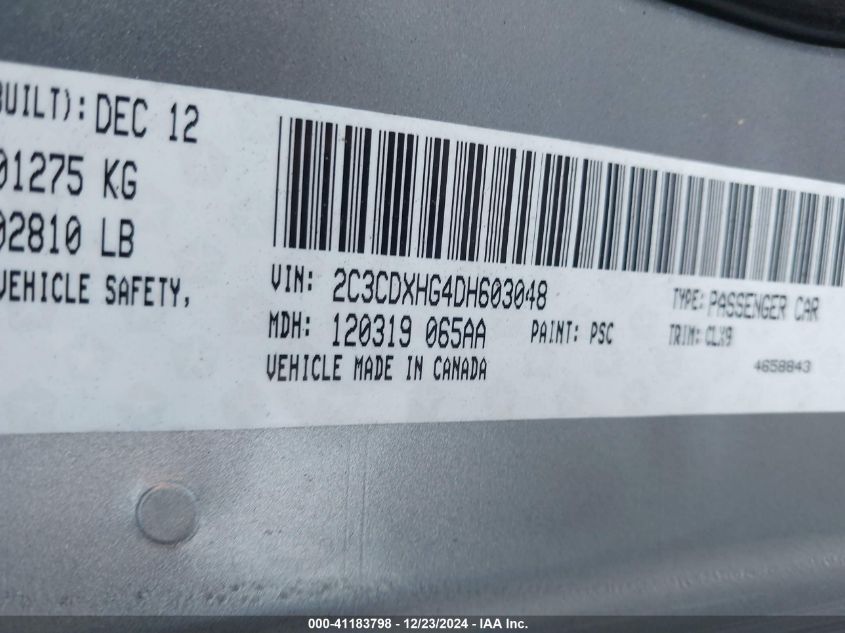 BUILT): DEC 12
01275 KG
02810 LB
VEHICLE SAFETY,
VIN: 2C3CDXHG4DH603048
TYPE: PASSENGER CAR
MDH: 120319 065AA PAINT: PSC TRIM: CLX9
VEHICLE MADE IN CANADA
4658843
000-41183798 - 12/23/2024 - IAA Inc.